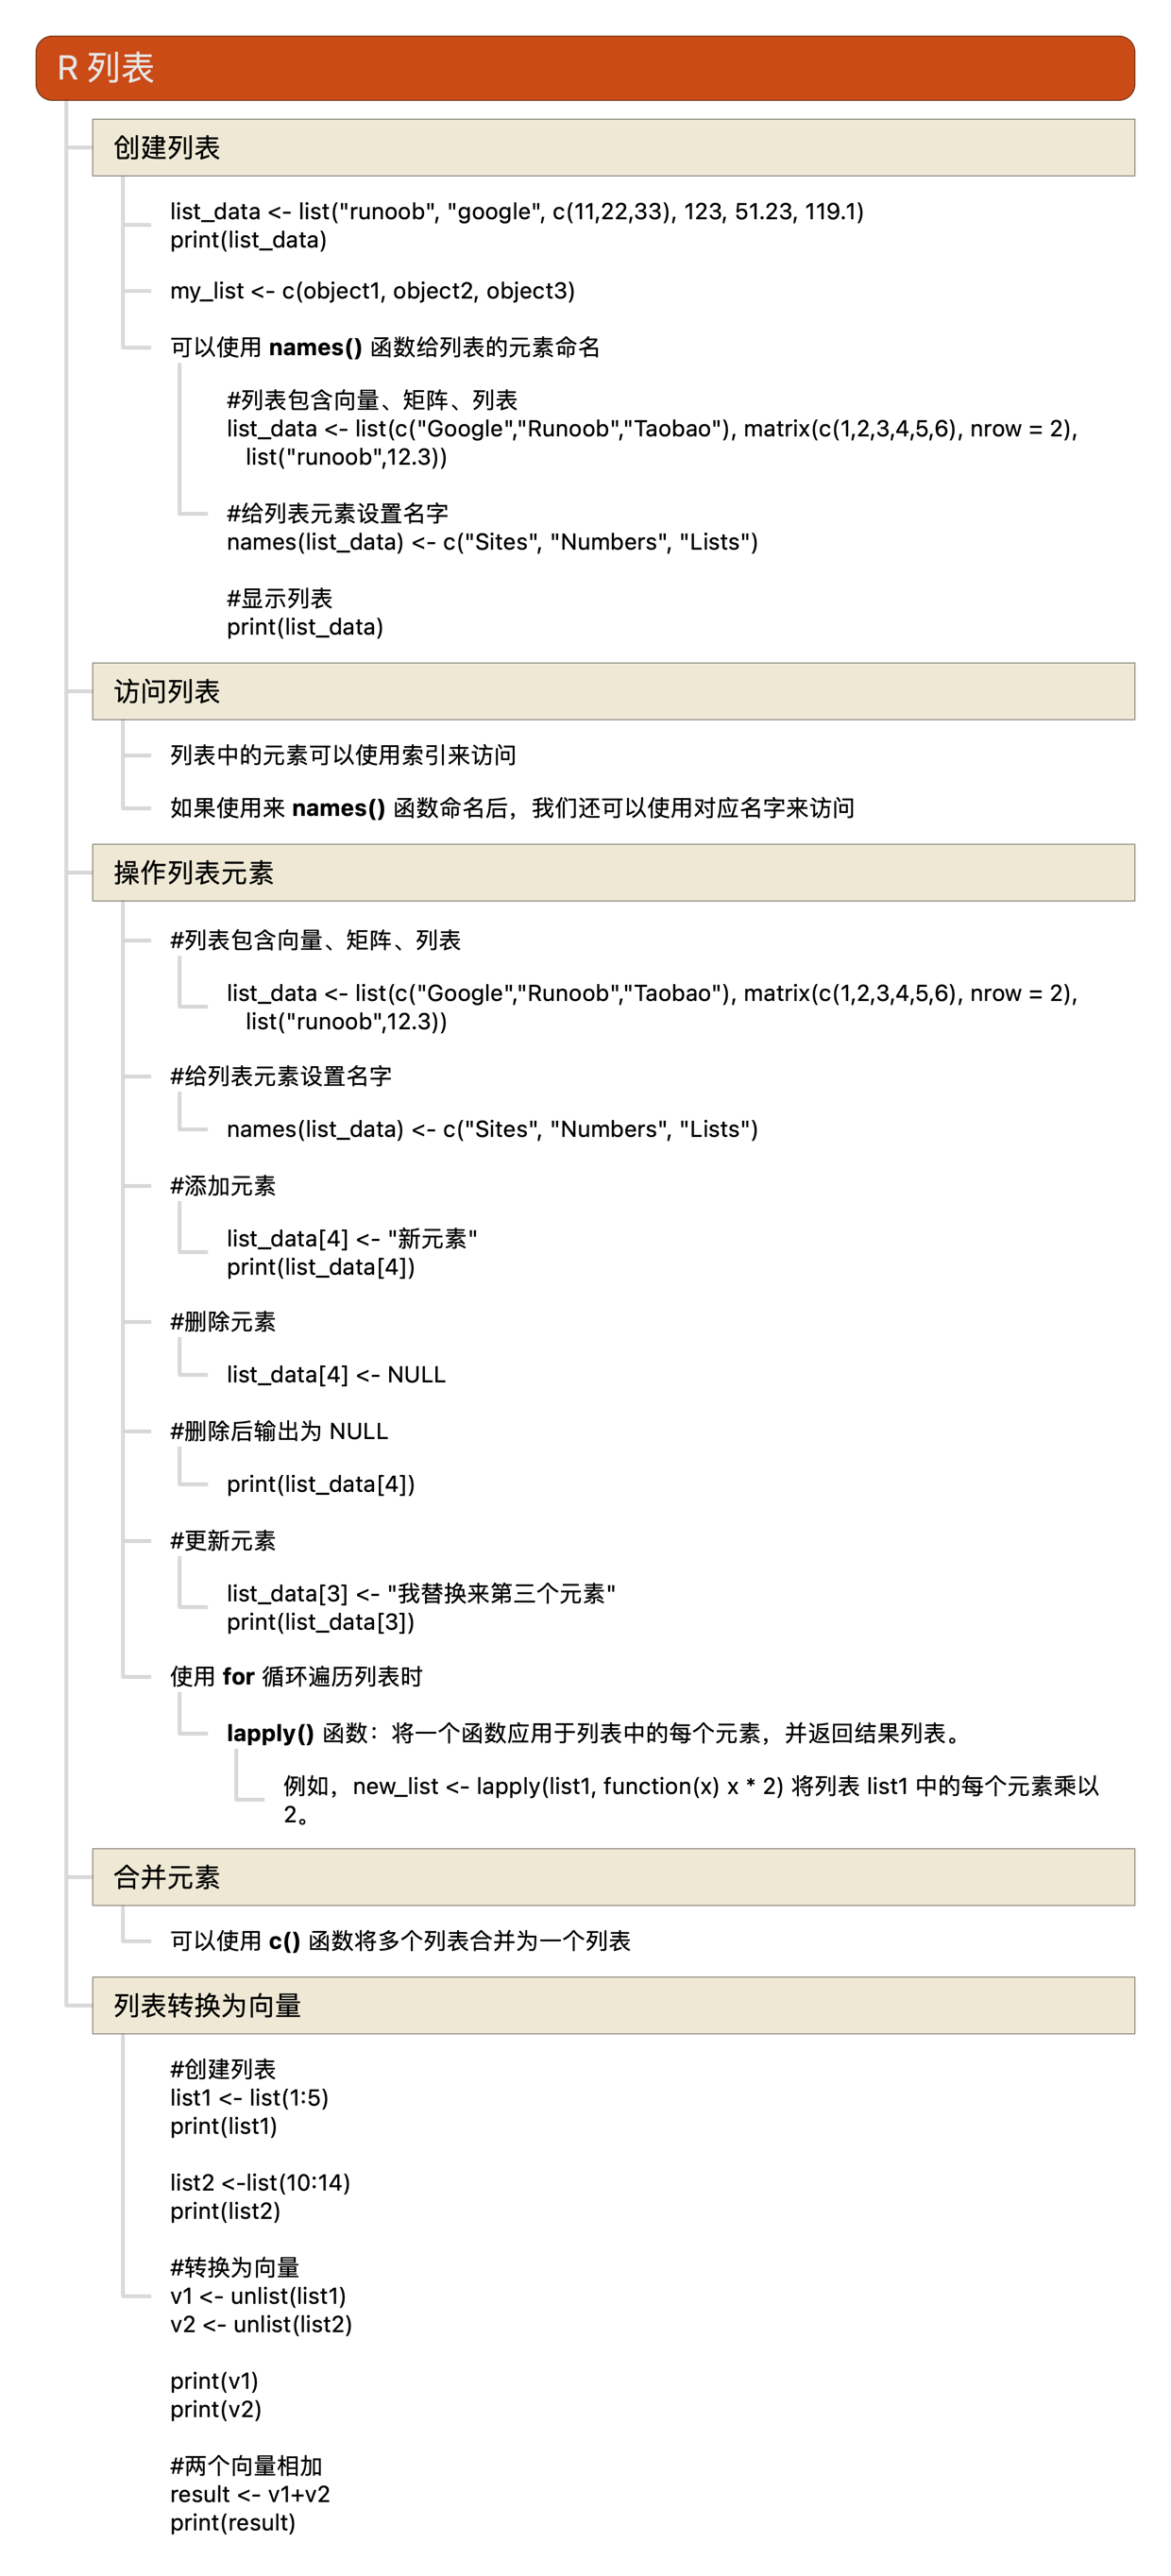 R 列表
创建列表
list_data <- list("runoob", "google", c(11,22,33), 123, 51.23, 119.1)
print(list_data)
my_list <- c(object1, object2, object3)
可以使用 names() 函数给列表的元素命名
#列表包含向量、矩阵、列表
list_data <- list(c("Google","Runoob","Taobao"), matrix(c(1,2,3,4,5,6), nrow = 2),
list("runoob",12.3))
#给列表元素设置名字
names(list_data) <- c("Sites", "Numbers", "Lists")
#显示列表
print(list_data)
访问列表
列表中的元素可以使用索引来访问
如果使用来 names() 函数命名后，我们还可以使用对应名字来访问
操作列表元素
#列表包含向量、矩阵、列表
list_data <- list(c("Google","Runoob","Taobao"), matrix(c(1,2,3,4,5,6), nrow = 2),
list("runoob",12.3))
#给列表元素设置名字
names(list_data) <- c("Sites", "Numbers", "Lists")
#添加元素
list_data[4] <- "新元素"
print(list_data[4])
#删除元素
list_data[4] <- NULL
#删除后输出为 NULL
print(list_data[4])
#更新元素
list_data[3] <- "我替换来第三个元素"
print(list_data[3])
使用 for 循环遍历列表时
lapply() 函数：将一个函数应用于列表中的每个元素，并返回结果列表。
例如，new_list <- lapply(list1, function(x) x * 2) 将列表 list1 中的每个元素乘以
2。
合并元素
可以使用 c() 函数将多个列表合并为一个列表
列表转换为向量
#创建列表
list1 <- list(1:5)
print(list1)
list2 <-list(10:14)
print(list2)
#转换为向量
v1 <- unlist(list1)
v2 <- unlist(list2)
print(v1)
print(v2)
#两个向量相加
result <- v1+v2
print(result)